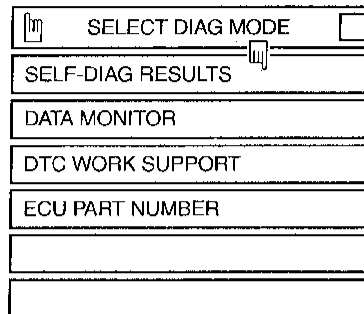 SELECT DIAG MODE
SELF-DIAG RESULTS
DATA MONITOR
DTC WORK SUPPORT
ECU PART NUMBER